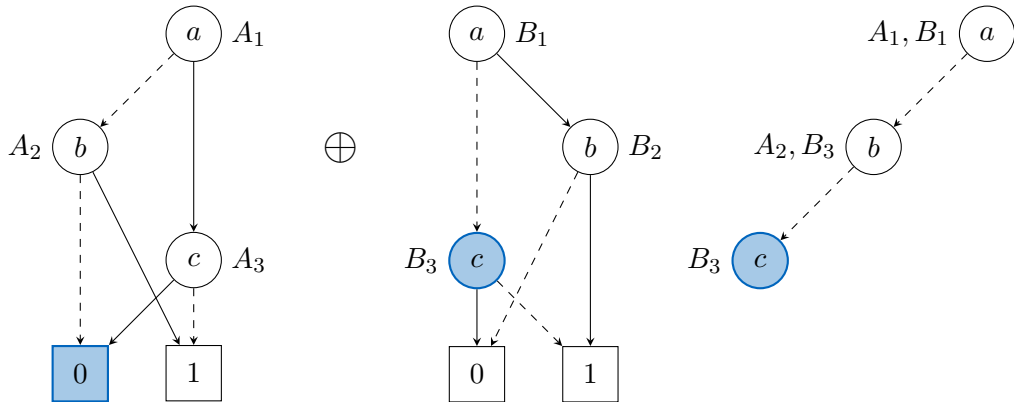 a A₁ a B₁ A₁, B₁ a
A₂ b ⊕ b B₂ A₂, B₃ b
c A₃ B₃ c B₃ c
0 1 0 1